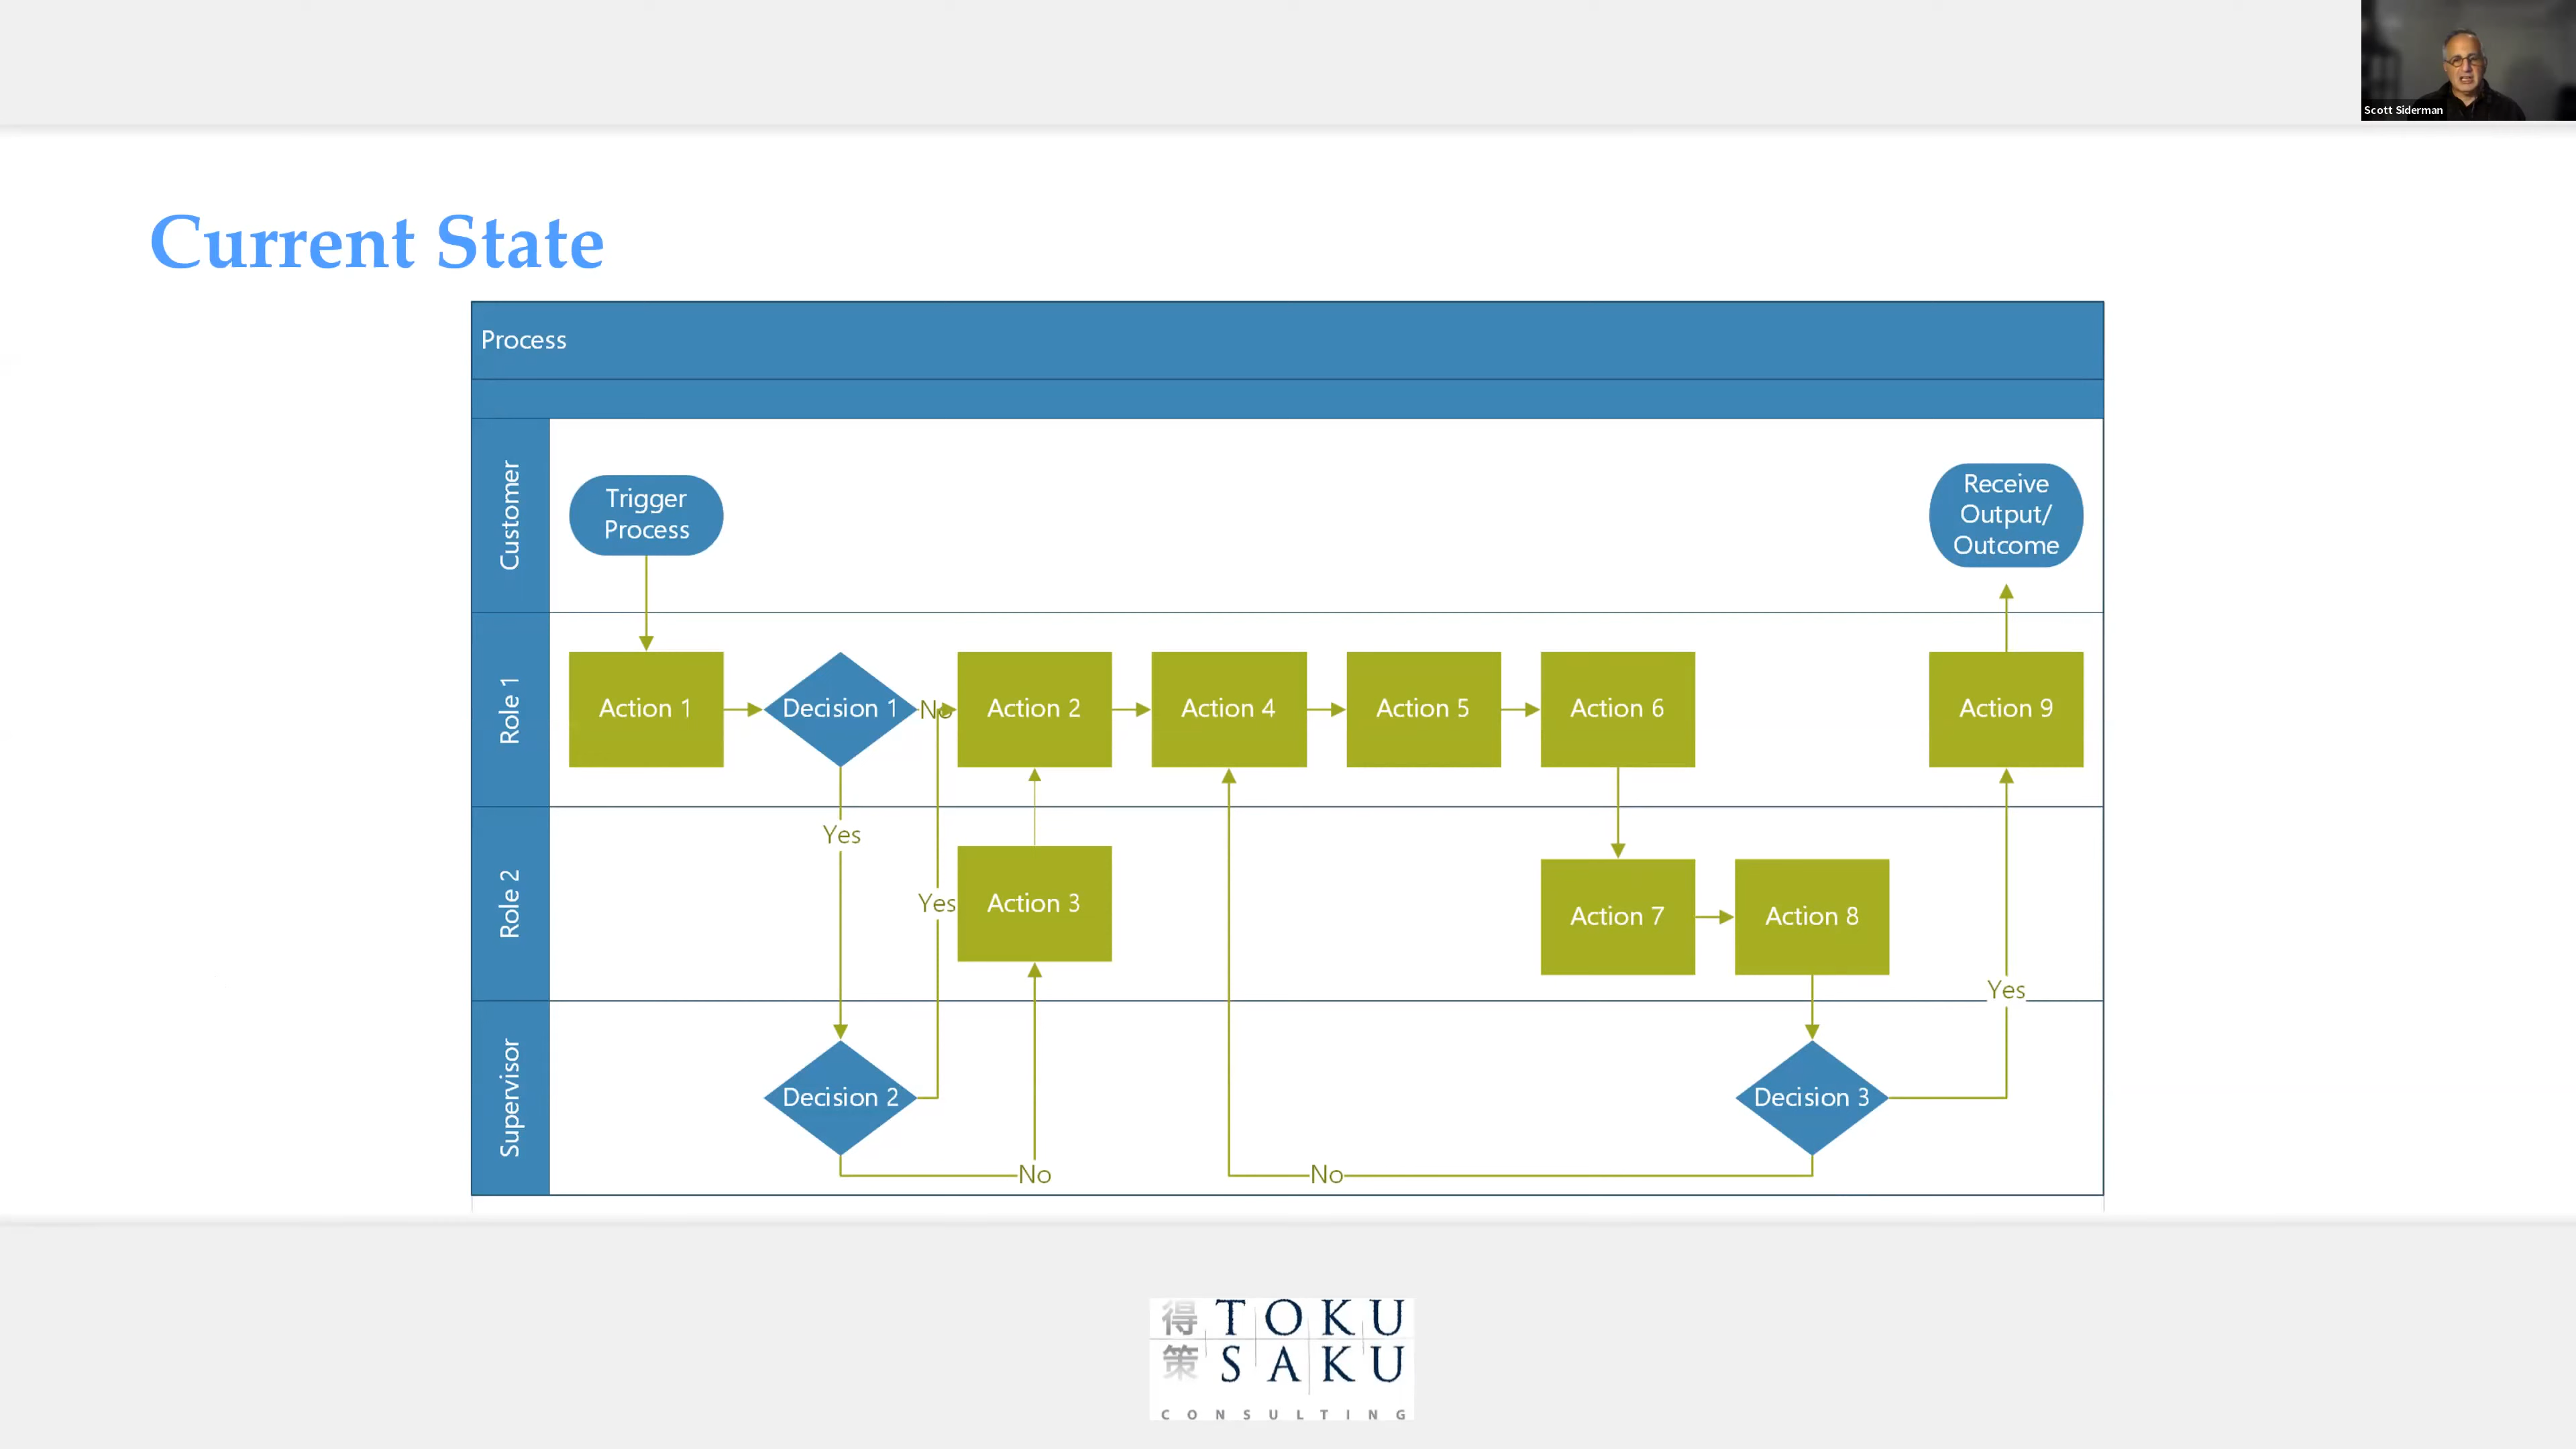 Scott Siderman
Current State
Process
Customer
Trigger
Process
Receive
Output/
Outcome
Role 1
Action 1
Decision 1
No
Action 2
Action 4
Action 5
Action 6
Action 9
Yes
Role 2
Yes
Action 3
Action 7
Action 8
Yes
Supervisor
Decision 2
Decision 3
No
No
得 TOKU
策 SAKU
CONSULTING